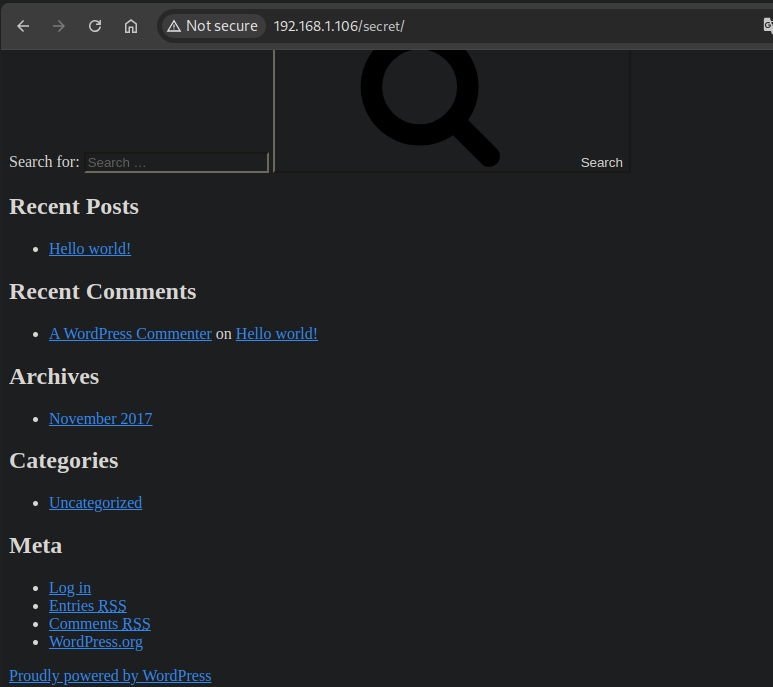 Not secure 192.168.1.106/secret/
Search for: Search … Search
Recent Posts
Hello world!
Recent Comments
A WordPress Commenter on Hello world!
Archives
November 2017
Categories
Uncategorized
Meta
Log in
Entries RSS
Comments RSS
WordPress.org
Proudly powered by WordPress